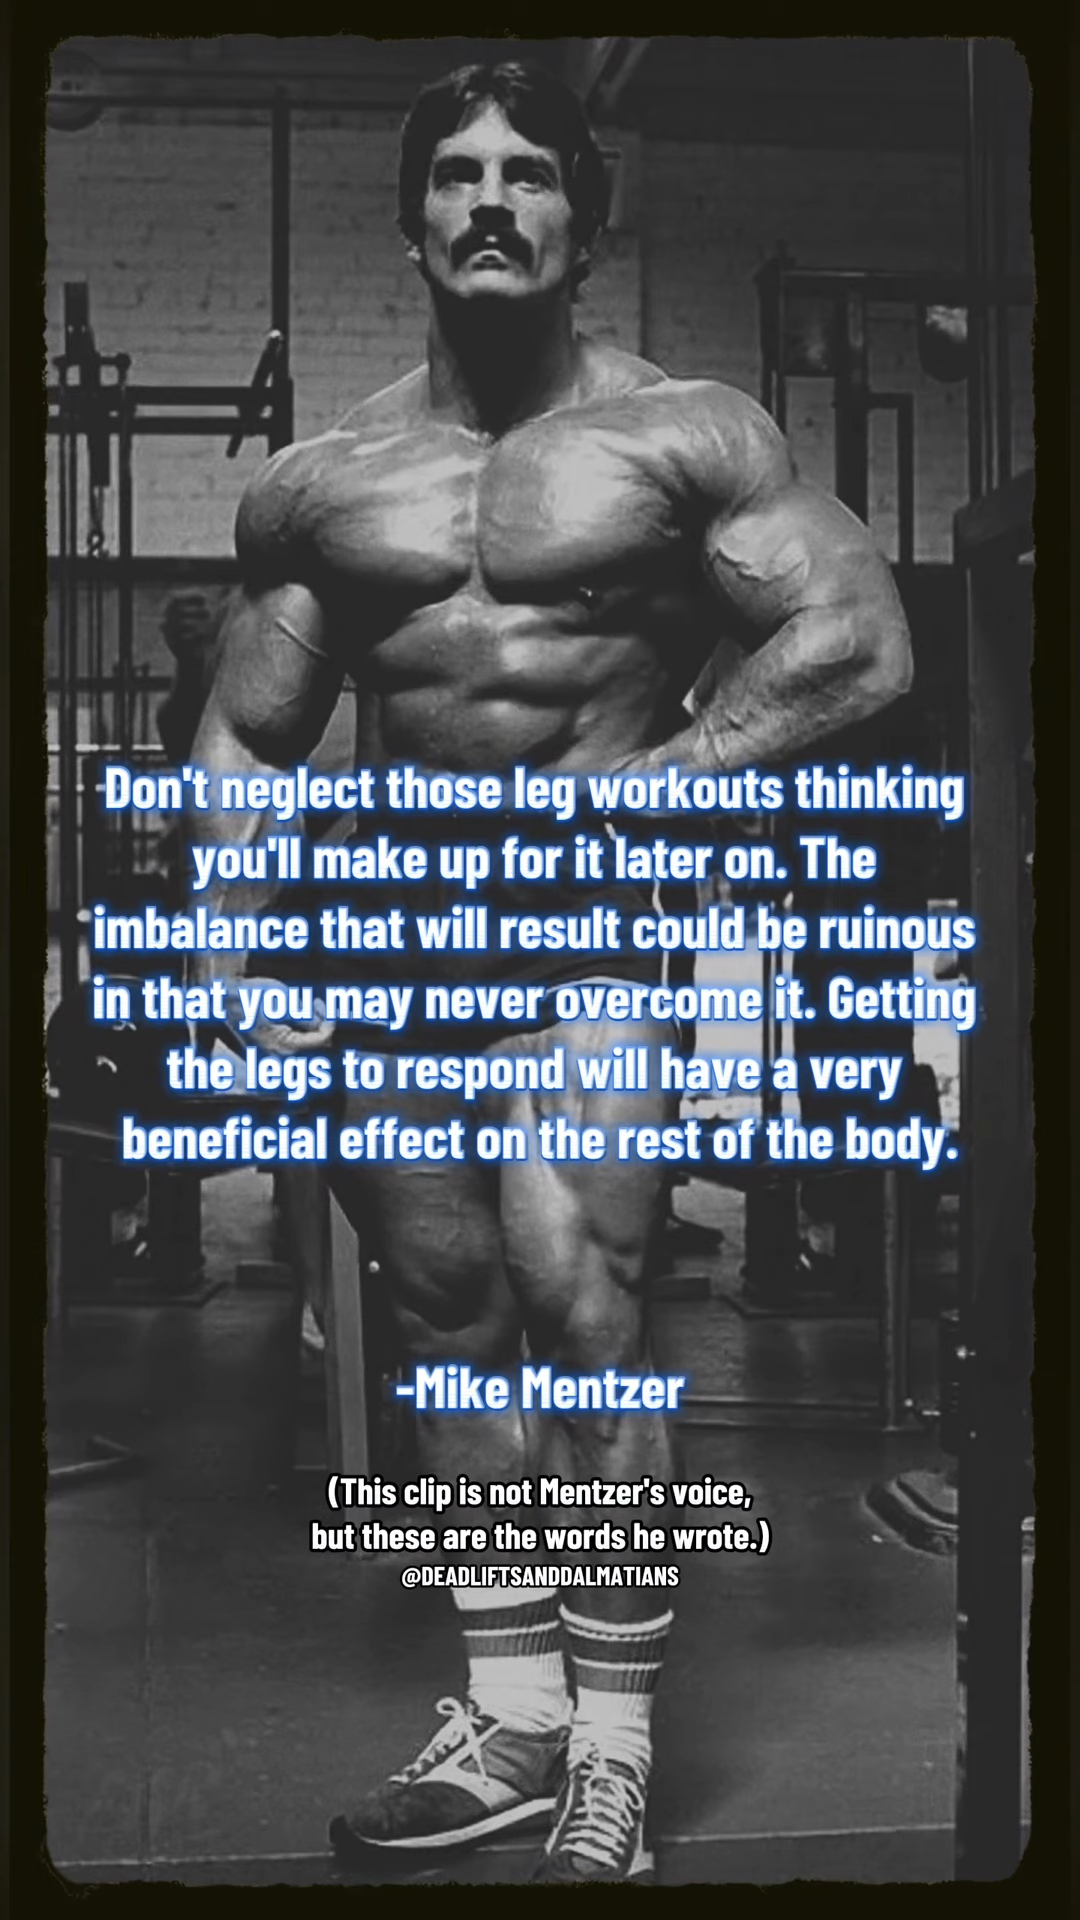 Don't neglect those leg workouts thinking
you'll make up for it later on. The
imbalance that will result could be ruinous
in that you may never overcome it. Getting
the legs to respond will have a very
beneficial effect on the rest of the body.
-Mike Mentzer
(This clip is not Mentzer's voice,
but these are the words he wrote.)
@DEADLIFTSANDDALMATIANS